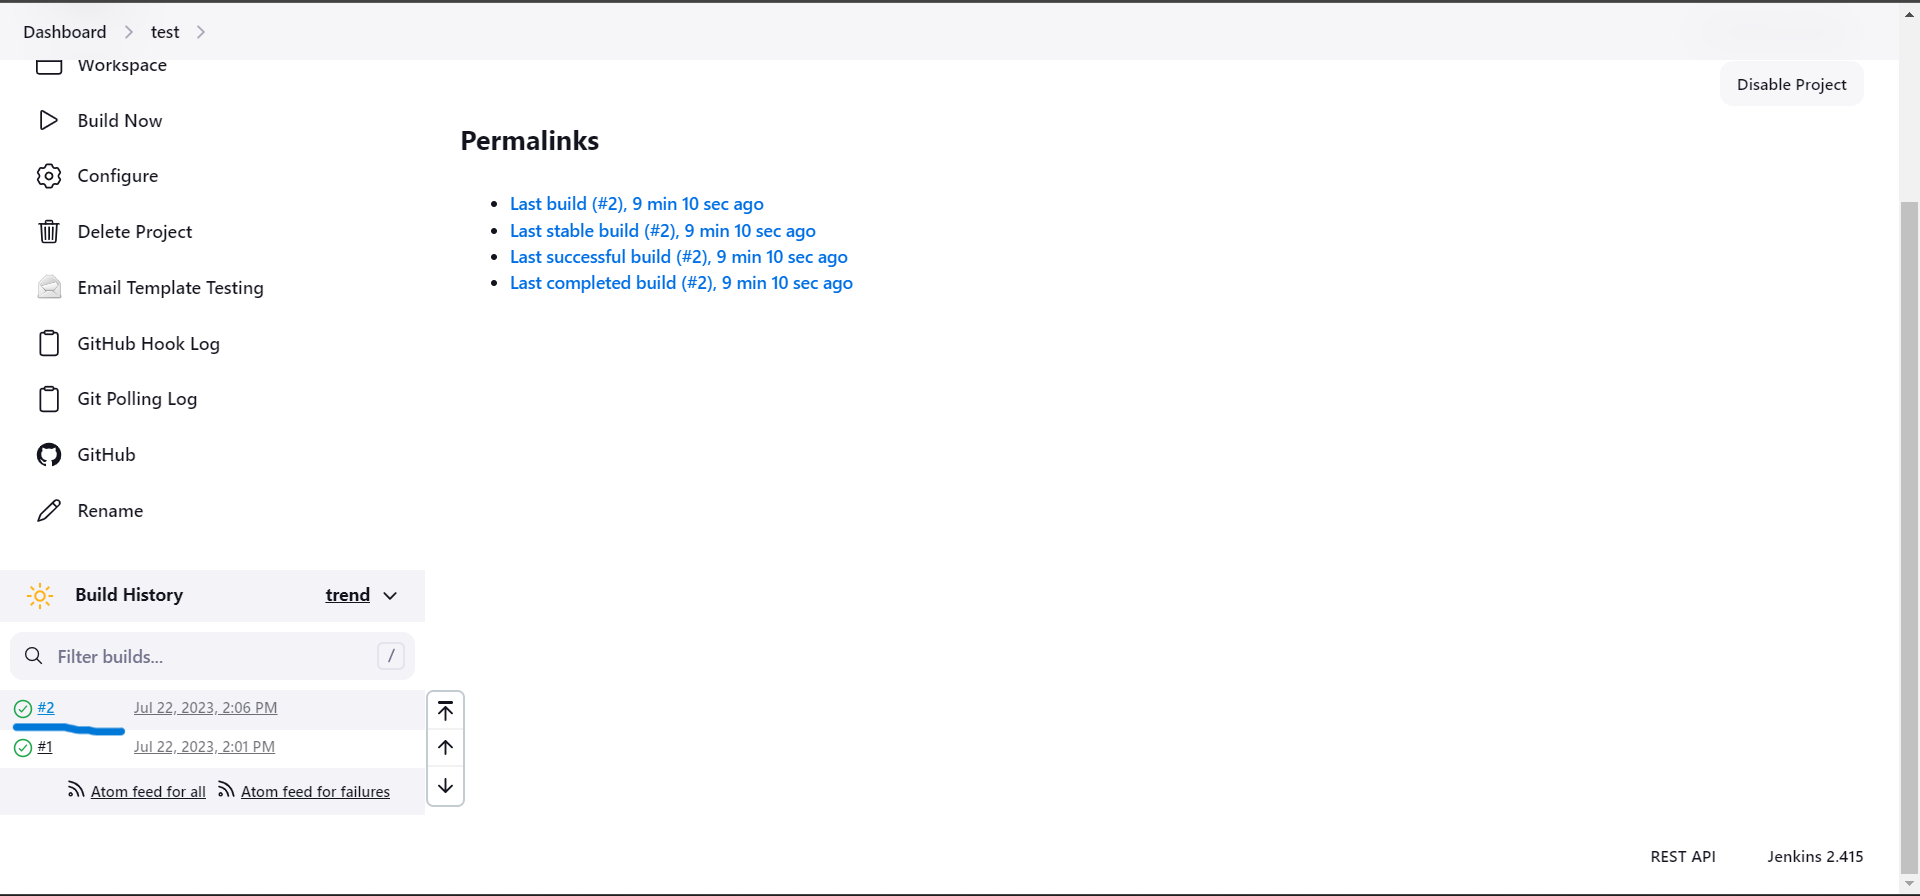 Dashboard > test >
Workspace
Disable Project
Build Now
Configure
Delete Project
Email Template Testing
GitHub Hook Log
Git Polling Log
GitHub
Rename
Permalinks
Last build (#2), 9 min 10 sec ago
Last stable build (#2), 9 min 10 sec ago
Last successful build (#2), 9 min 10 sec ago
Last completed build (#2), 9 min 10 sec ago
Build History trend
Filter builds... /
#2 Jul 22, 2023, 2:06 PM
#1 Jul 22, 2023, 2:01 PM
Atom feed for all Atom feed for failures
REST API Jenkins 2.415